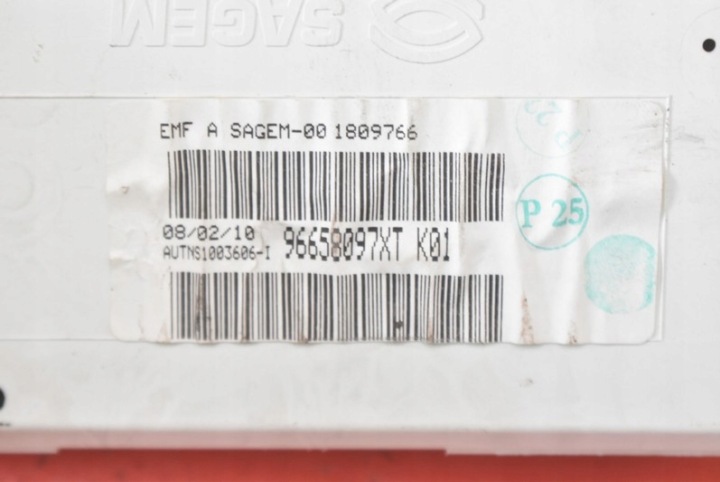 SAGEM
EMF A SAGEM-00 1809766
08/02/10
AUTNS1003606-I
96658097XT K01
P 25